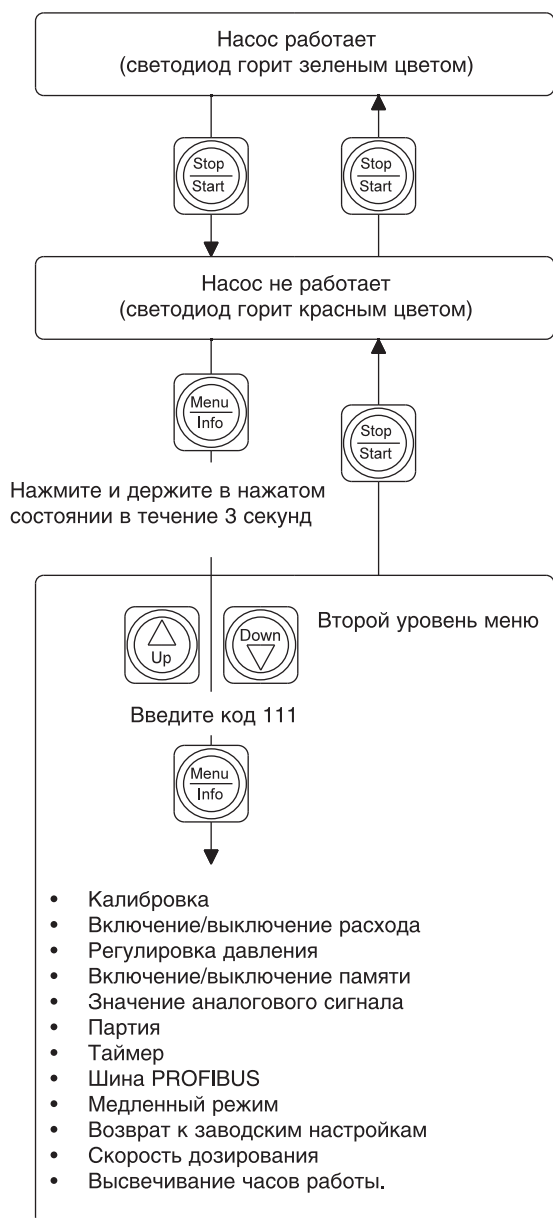 Насос работает
(светодиод горит зеленым цветом)
Stop
Start
Stop
Start
Насос не работает
(светодиод горит красным цветом)
Menu
Info
Stop
Start
Нажмите и держите в нажатом
состоянии в течение 3 секунд
Второй уровень меню
Up
Down
Введите код 111
Menu
Info
• Калибровка
• Включение/выключение расхода
• Регулировка давления
• Включение/выключение памяти
• Значение аналогового сигнала
• Партия
• Таймер
• Шина PROFIBUS
• Медленный режим
• Возврат к заводским настройкам
• Скорость дозирования
• Высвечивание часов работы.